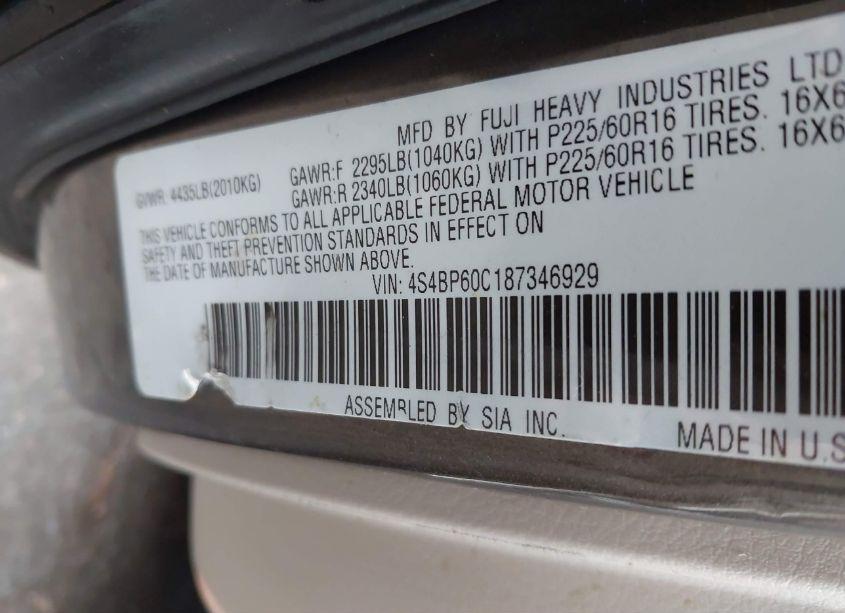 MFD BY FUJI HEAVY INDUSTRIES LTD
GVWR: 4435LB(2010KG) GAWR:F 2295LB(1040KG) WITH P225/60R16 TIRES. 16X6
GAWR:R 2340LB(1060KG) WITH P225/60R16 TIRES. 16X6
THIS VEHICLE CONFORMS TO ALL APPLICABLE FEDERAL MOTOR VEHICLE
SAFETY AND THEFT PREVENTION STANDARDS IN EFFECT ON
THE DATE OF MANUFACTURE SHOWN ABOVE.
VIN: 4S4BP60C187346929
ASSEMBLED BY SIA INC.
MADE IN U.S